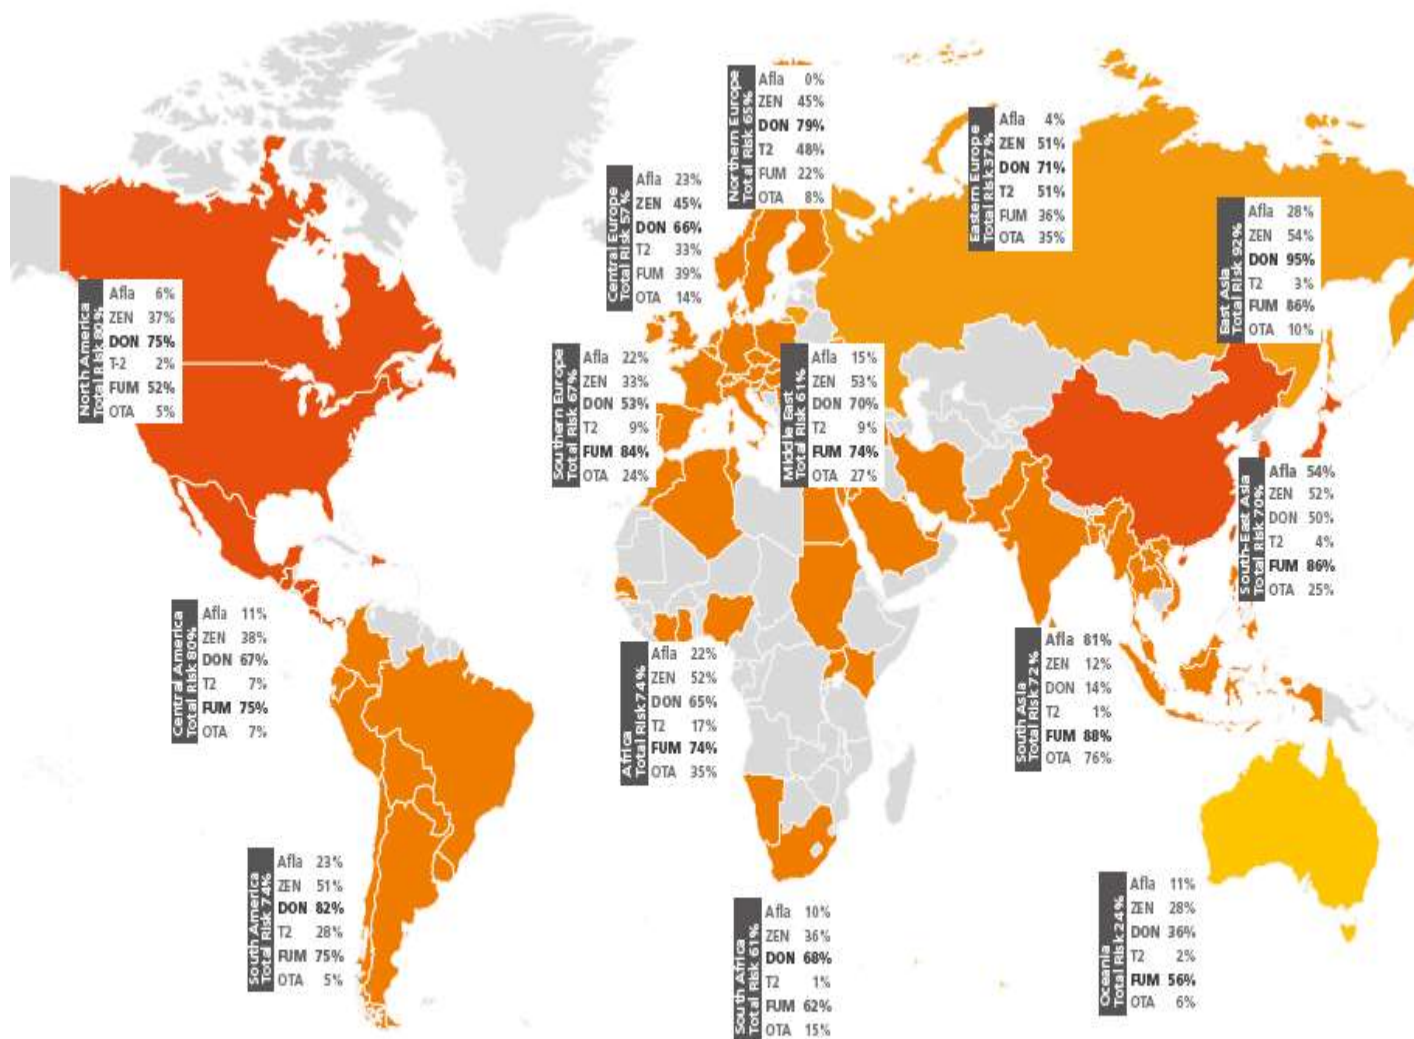 Northern Europe
Total Risk 65%
Afla 0%
ZEN 45%
DON 79%
T2 48%
FUM 22%
OTA 8%
Eastern Europe
Total Risk 37%
Afla 4%
ZEN 51%
DON 71%
T2 51%
FUM 36%
OTA 35%
Central Europe
Total Risk 57%
Afla 23%
ZEN 45%
DON 66%
T2 33%
FUM 39%
OTA 14%
East Asia
Total Risk 92%
Afla 28%
ZEN 54%
DON 95%
T2 3%
FUM 86%
OTA 10%
North America
Total Risk
Afla 6%
ZEN 37%
DON 75%
T-2 2%
FUM 52%
OTA 5%
Southern Europe
Total Risk 67%
Afla 22%
ZEN 33%
DON 53%
T2 9%
FUM 84%
OTA 24%
Middle East
Total Risk 61%
Afla 15%
ZEN 53%
DON 70%
T2 9%
FUM 74%
OTA 27%
South-East Asia
Total Risk 70%
Afla 54%
ZEN 52%
DON 50%
T2 4%
FUM 86%
OTA 25%
Central America
Total Risk 80%
Afla 11%
ZEN 38%
DON 67%
T2 7%
FUM 75%
OTA 7%
Africa
Total Risk 74%
Afla 22%
ZEN 52%
DON 65%
T2 17%
FUM 74%
OTA 35%
South Asia
Total Risk 72%
Afla 81%
ZEN 12%
DON 14%
T2 1%
FUM 88%
OTA 76%
South America
Total Risk 74%
Afla 23%
ZEN 51%
DON 82%
T2 28%
FUM 75%
OTA 5%
South Africa
Total Risk 61%
Afla 10%
ZEN 36%
DON 68%
T2 1%
FUM 62%
OTA 15%
Oceania
Total Risk 24%
Afla 11%
ZEN 28%
DON 36%
T2 2%
FUM 56%
OTA 6%